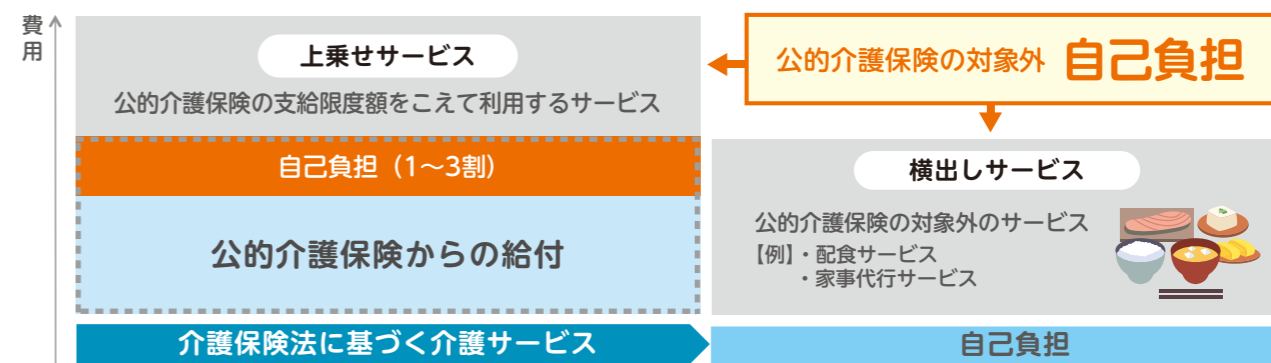 費用
上乗せサービス
公的介護保険の支給限度額をこえて利用するサービス
公的介護保険の対象外 自己負担
自己負担（1～3割）
公的介護保険からの給付
横出しサービス
公的介護保険の対象外のサービス
【例】・配食サービス
・家事代行サービス
介護保険法に基づく介護サービス
自己負担